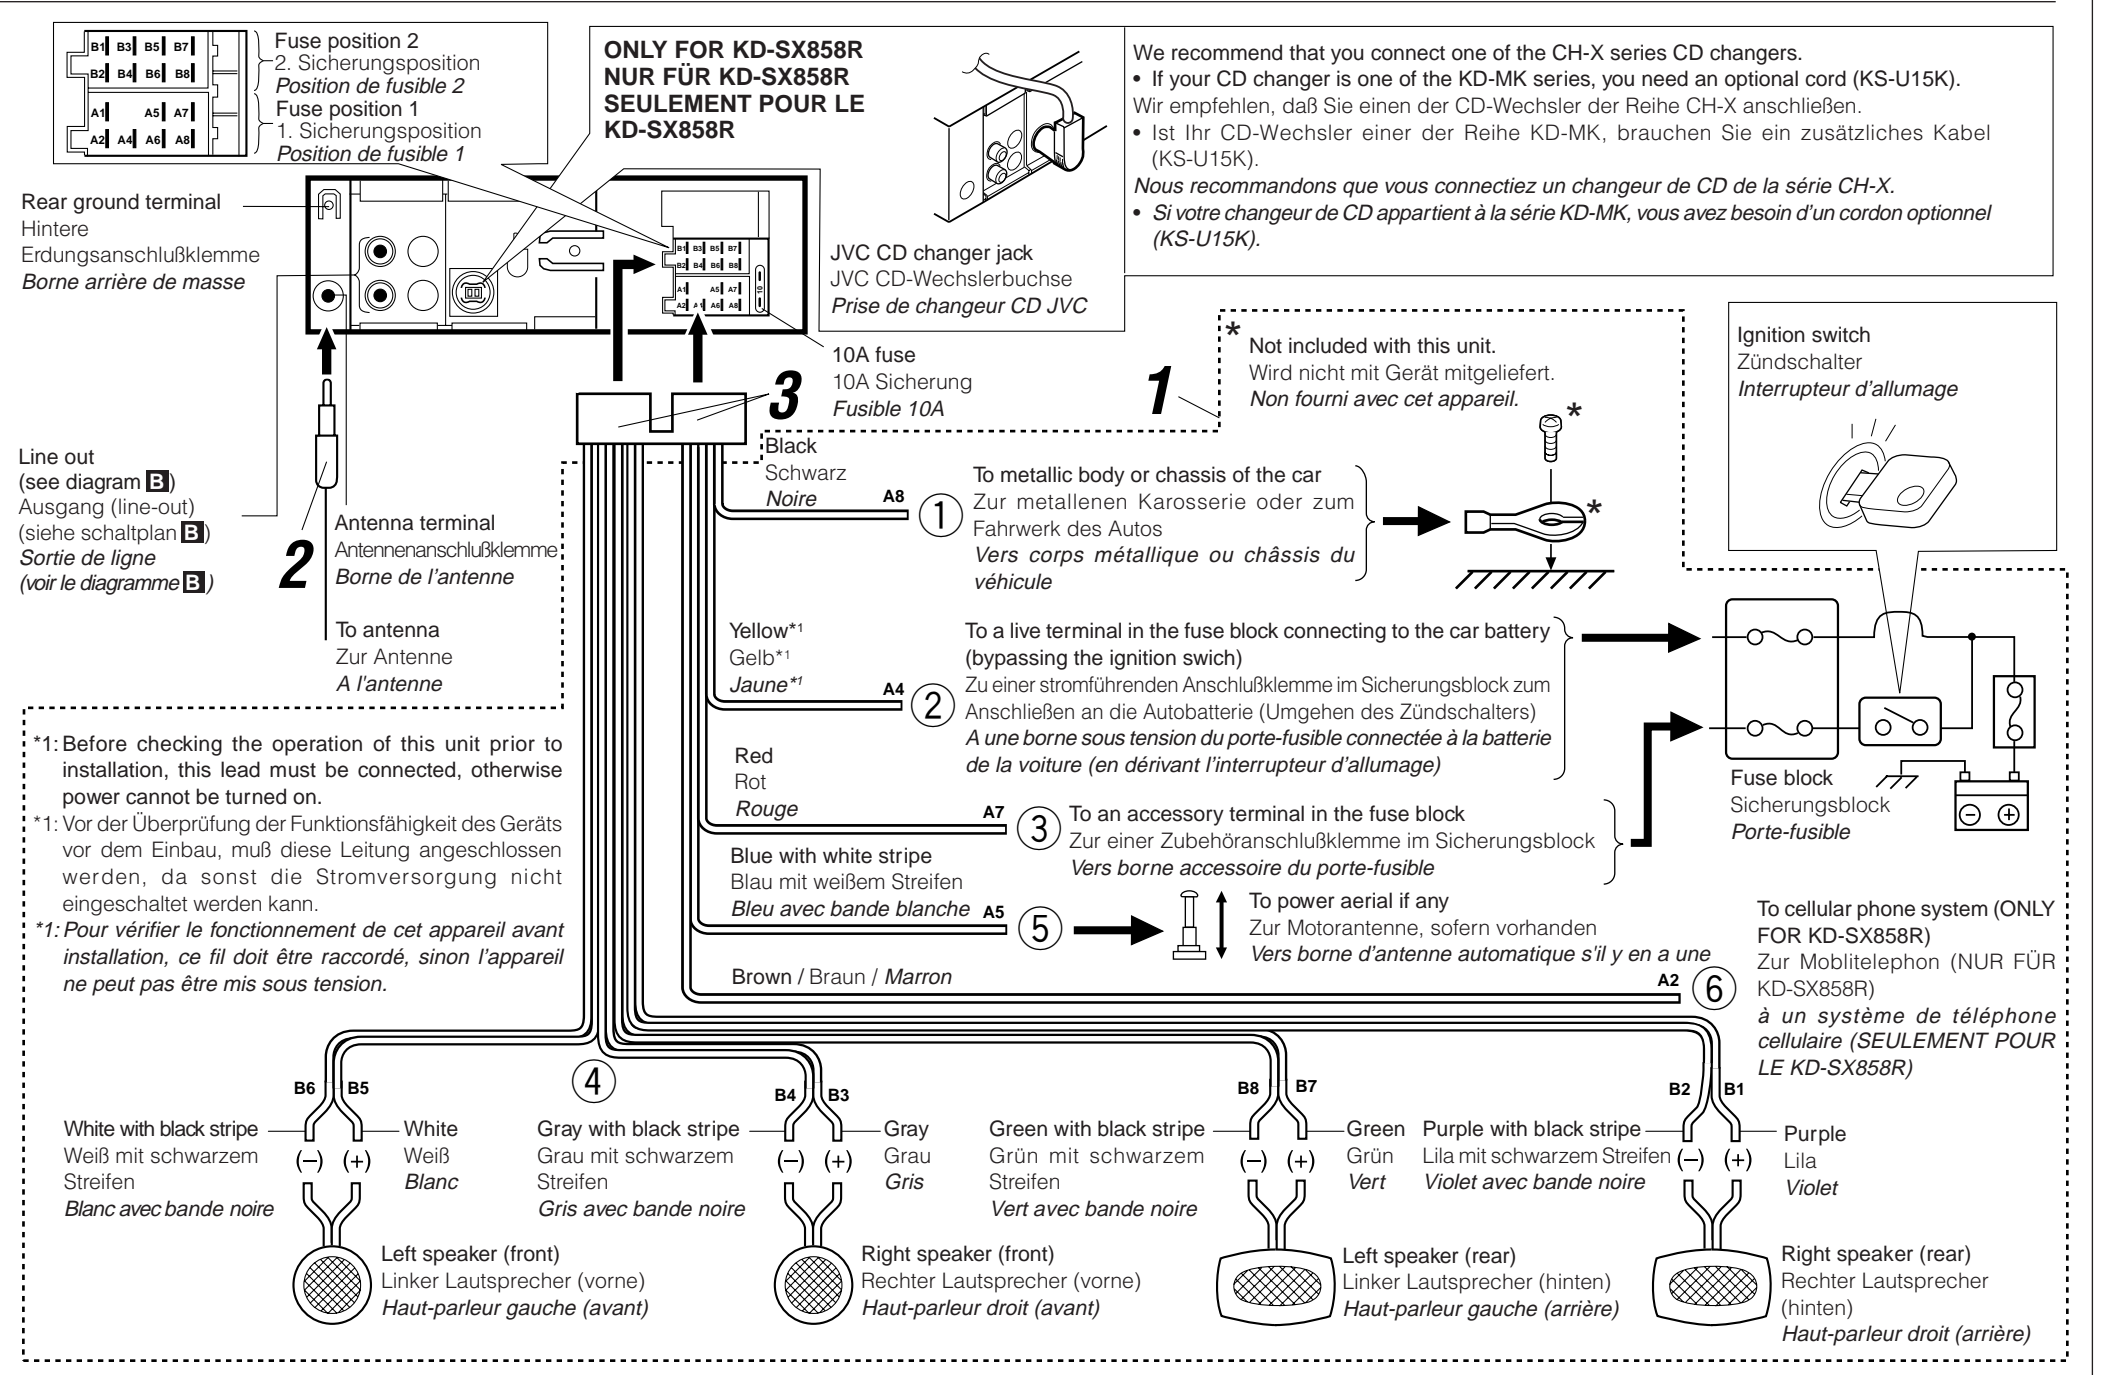 B1 B3 B5 B7
B2 B4 B6 B8
A1 A5 A7
A2 A4 A6 A8
Fuse position 2
2. Sicherungsposition
Position de fusible 2
Fuse position 1
1. Sicherungsposition
Position de fusible 1
ONLY FOR KD-SX858R
NUR FÜR KD-SX858R
SEULEMENT POUR LE
KD-SX858R
We recommend that you connect one of the CH-X series CD changers.
• If your CD changer is one of the KD-MK series, you need an optional cord (KS-U15K).
Wir empfehlen, daß Sie einen der CD-Wechsler der Reihe CH-X anschließen.
• Ist Ihr CD-Wechsler einer der Reihe KD-MK, brauchen Sie ein zusätzliches Kabel
(KS-U15K).
Nous recommandons que vous connectiez un changeur de CD de la série CH-X.
• Si votre changeur de CD appartient à la série KD-MK, vous avez besoin d'un cordon optionnel
(KS-U15K).
Rear ground terminal
Hintere
Erdungsanschlußklemme
Borne arrière de masse
B1 B3 B5 B7
B2 B4 B6 B8
A1 A5 A7
A2 A4 A6 A8
10
JVC CD changer jack
JVC CD-Wechslerbuchse
Prise de changeur CD JVC
10A fuse
10A Sicherung
Fusible 10A
3
1
* Not included with this unit.
Wird nicht mit Gerät mitgeliefert.
Non fourni avec cet appareil.
*
*
Ignition switch
Zündschalter
Interrupteur d'allumage
Line out
(see diagram B)
Ausgang (line-out)
(siehe schaltplan B)
Sortie de ligne
(voir le diagramme B)
2
Antenna terminal
Antennenanschlußklemme
Borne de l'antenne
To antenna
Zur Antenne
A l'antenne
Black
Schwarz
Noire
A8
1
To metallic body or chassis of the car
Zur metallenen Karosserie oder zum
Fahrwerk des Autos
Vers corps métallique ou châssis du
véhicule
Yellow*1
Gelb*1
Jaune*1
A4
2
To a live terminal in the fuse block connecting to the car battery
(bypassing the ignition swich)
Zu einer stromführenden Anschlußklemme im Sicherungsblock zum
Anschließen an die Autobatterie (Umgehen des Zündschalters)
A une borne sous tension du porte-fusible connectée à la batterie
de la voiture (en dérivant l'interrupteur d'allumage)
*1: Before checking the operation of this unit prior to
installation, this lead must be connected, otherwise
power cannot be turned on.
*1: Vor der Überprüfung der Funktionsfähigkeit des Geräts
vor dem Einbau, muß diese Leitung angeschlossen
werden, da sonst die Stromversorgung nicht
eingeschaltet werden kann.
*1: Pour vérifier le fonctionnement de cet appareil avant
installation, ce fil doit être raccordé, sinon l'appareil
ne peut pas être mis sous tension.
Red
Rot
Rouge
A7
3
To an accessory terminal in the fuse block
Zur einer Zubehöranschlußklemme im Sicherungsblock
Vers borne accessoire du porte-fusible
Fuse block
Sicherungsblock
Porte-fusible
− +
Blue with white stripe
Blau mit weißem Streifen
Bleu avec bande blanche
A5
5
To power aerial if any
Zur Motorantenne, sofern vorhanden
Vers borne d'antenne automatique s'il y en a une
Brown / Braun / Marron
A2
6
To cellular phone system (ONLY
FOR KD-SX858R)
Zur Moblitelephon (NUR FÜR
KD-SX858R)
à un système de téléphone
cellulaire (SEULEMENT POUR
LE KD-SX858R)
4
B6 B5
White with black stripe
Weiß mit schwarzem
Streifen
Blanc avec bande noire
(−) (+)
White
Weiß
Blanc
Left speaker (front)
Linker Lautsprecher (vorne)
Haut-parleur gauche (avant)
B4 B3
Gray with black stripe
Grau mit schwarzem
Streifen
Gris avec bande noire
(−) (+)
Gray
Grau
Gris
Right speaker (front)
Rechter Lautsprecher (vorne)
Haut-parleur droit (avant)
B8 B7
Green with black stripe
Grün mit schwarzem
Streifen
Vert avec bande noire
(−) (+)
Green
Grün
Vert
Left speaker (rear)
Linker Lautsprecher (hinten)
Haut-parleur gauche (arrière)
B2 B1
Purple with black stripe
Lila mit schwarzem Streifen
Violet avec bande noire
(−) (+)
Purple
Lila
Violet
Right speaker (rear)
Rechter Lautsprecher
(hinten)
Haut-parleur droit (arrière)